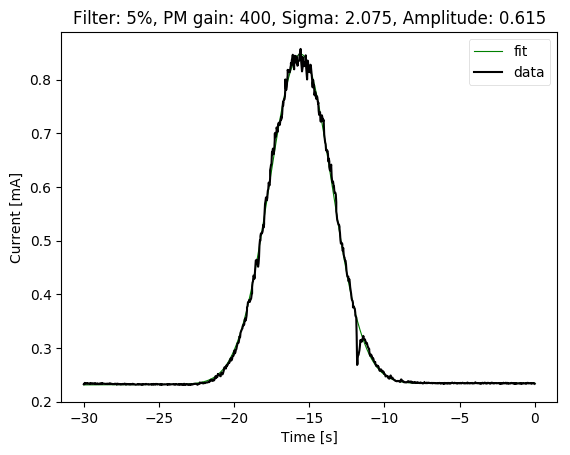 Filter: 5%, PM gain: 400, Sigma: 2.075, Amplitude: 0.615
fit
data
0.8
0.7
0.6
0.5
0.4
0.3
0.2
Current [mA]
−30
−25
−20
−15
−10
−5
0
Time [s]